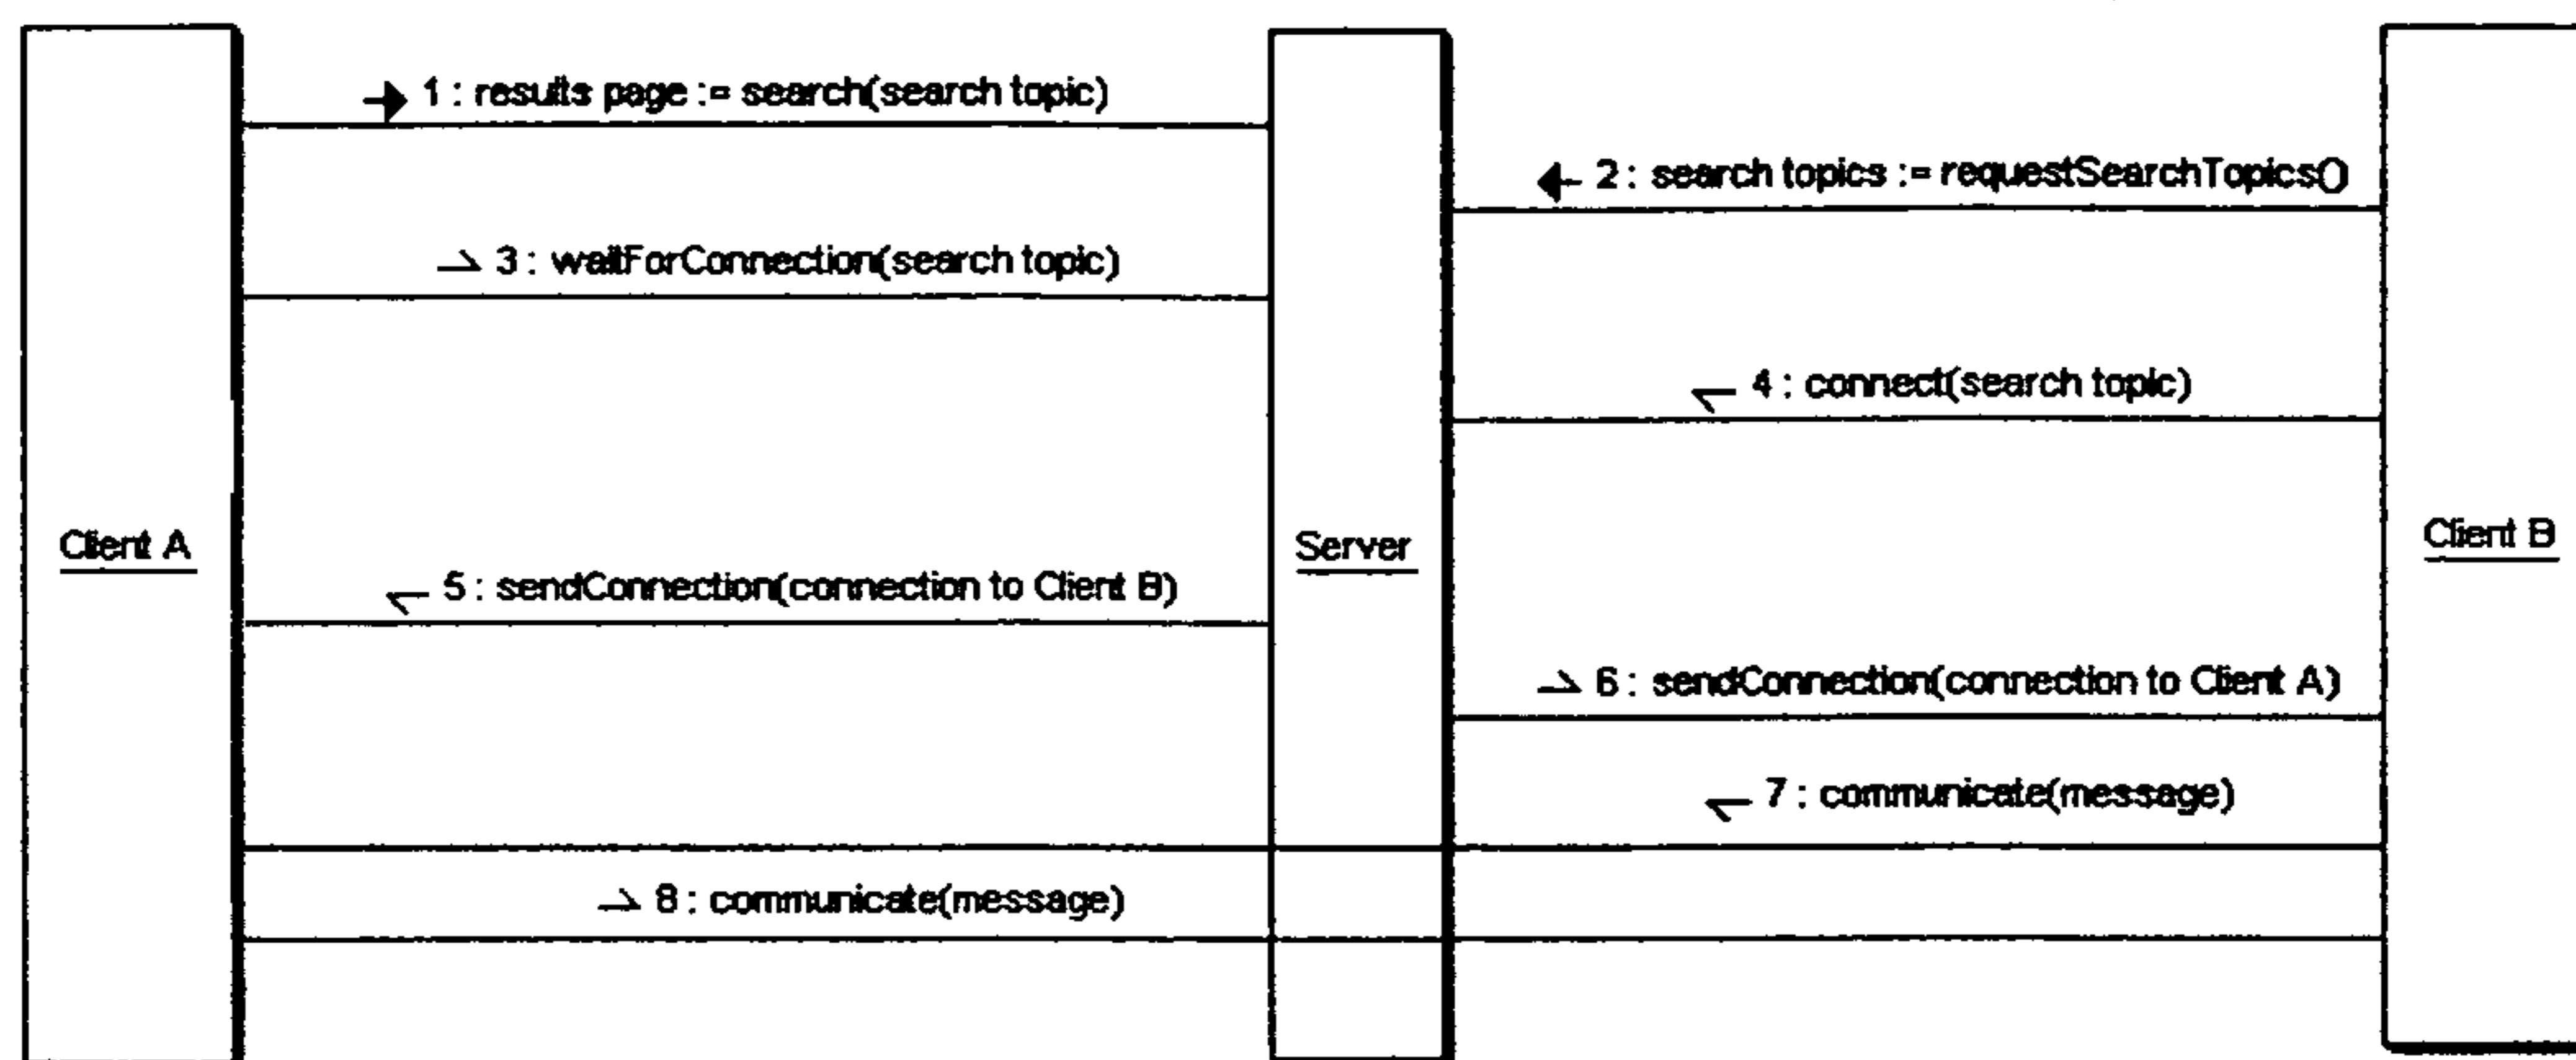 1 : results page := search(search topic)
2 : search topics := requestSearchTopics()
3 : waitForConnection(search topic)
4 : connect(search topic)
Client A
Server
Client B
5 : sendConnection(connection to Client B)
6 : sendConnection(connection to Client A)
7 : communicate(message)
8 : communicate(message)